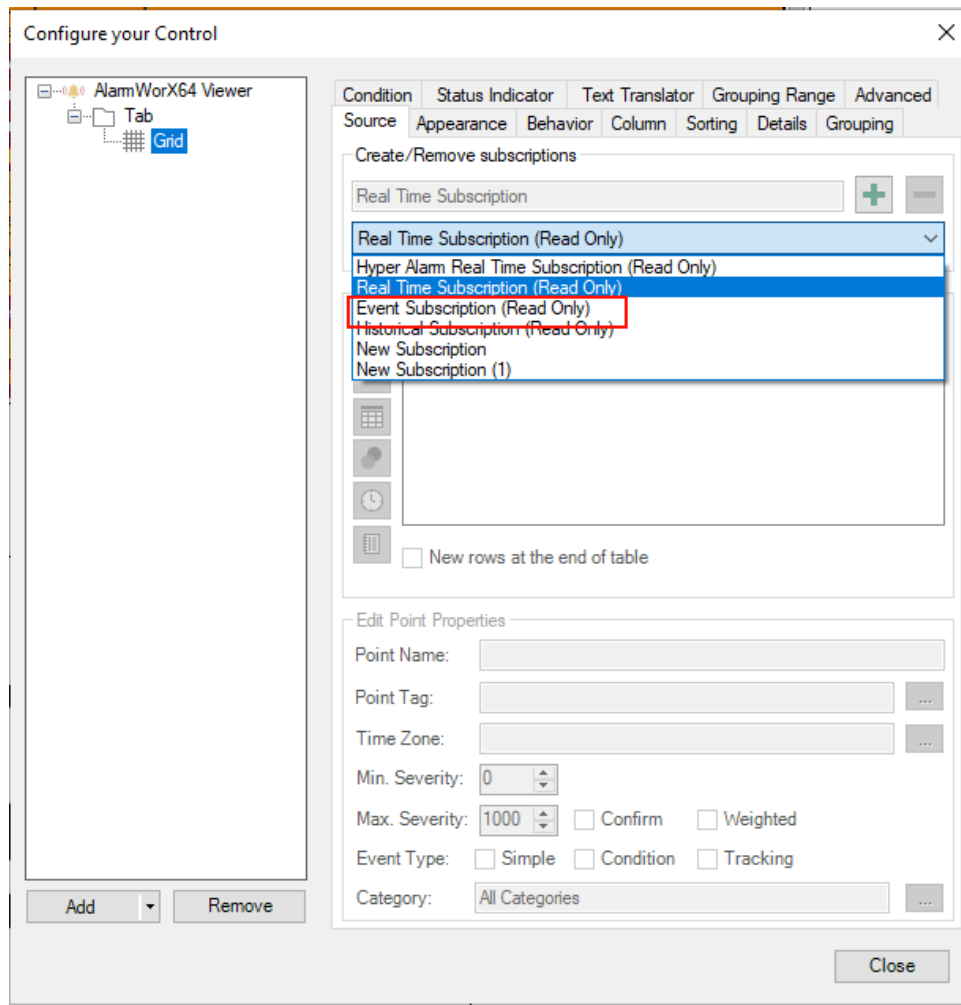 Configure your Control
AlarmWorX64 Viewer
Tab
Grid
Condition Status Indicator Text Translator Grouping Range Advanced
Source Appearance Behavior Column Sorting Details Grouping
Create/Remove subscriptions
Real Time Subscription
Real Time Subscription (Read Only)
Hyper Alarm Real Time Subscription (Read Only)
Real Time Subscription (Read Only)
Event Subscription (Read Only)
Historical Subscription (Read Only)
New Subscription
New Subscription (1)
New rows at the end of table
Edit Point Properties
Point Name:
Point Tag: ...
Time Zone: ...
Min. Severity: 0
Max. Severity: 1000 Confirm Weighted
Event Type: Simple Condition Tracking
Category: All Categories ...
Add Remove
Close